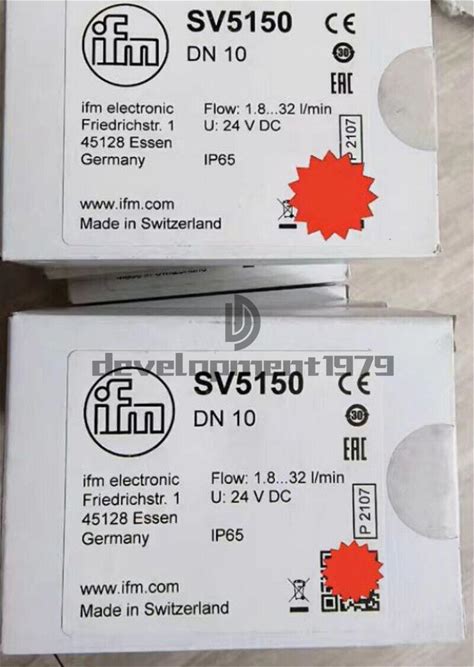 ifm
SV5150 CE
DN 10
30
EAC
ifm electronic
Friedrichstr. 1
45128 Essen
Germany
Flow: 1.8...32 l/min
U: 24 V DC
IP65
P 2107
www.ifm.com
Made in Switzerland
development1979
ifm
SV5150 CE
DN 10
30
EAC
ifm electronic
Friedrichstr. 1
45128 Essen
Germany
Flow: 1.8...32 l/min
U: 24 V DC
IP65
P 2107
www.ifm.com
Made in Switzerland